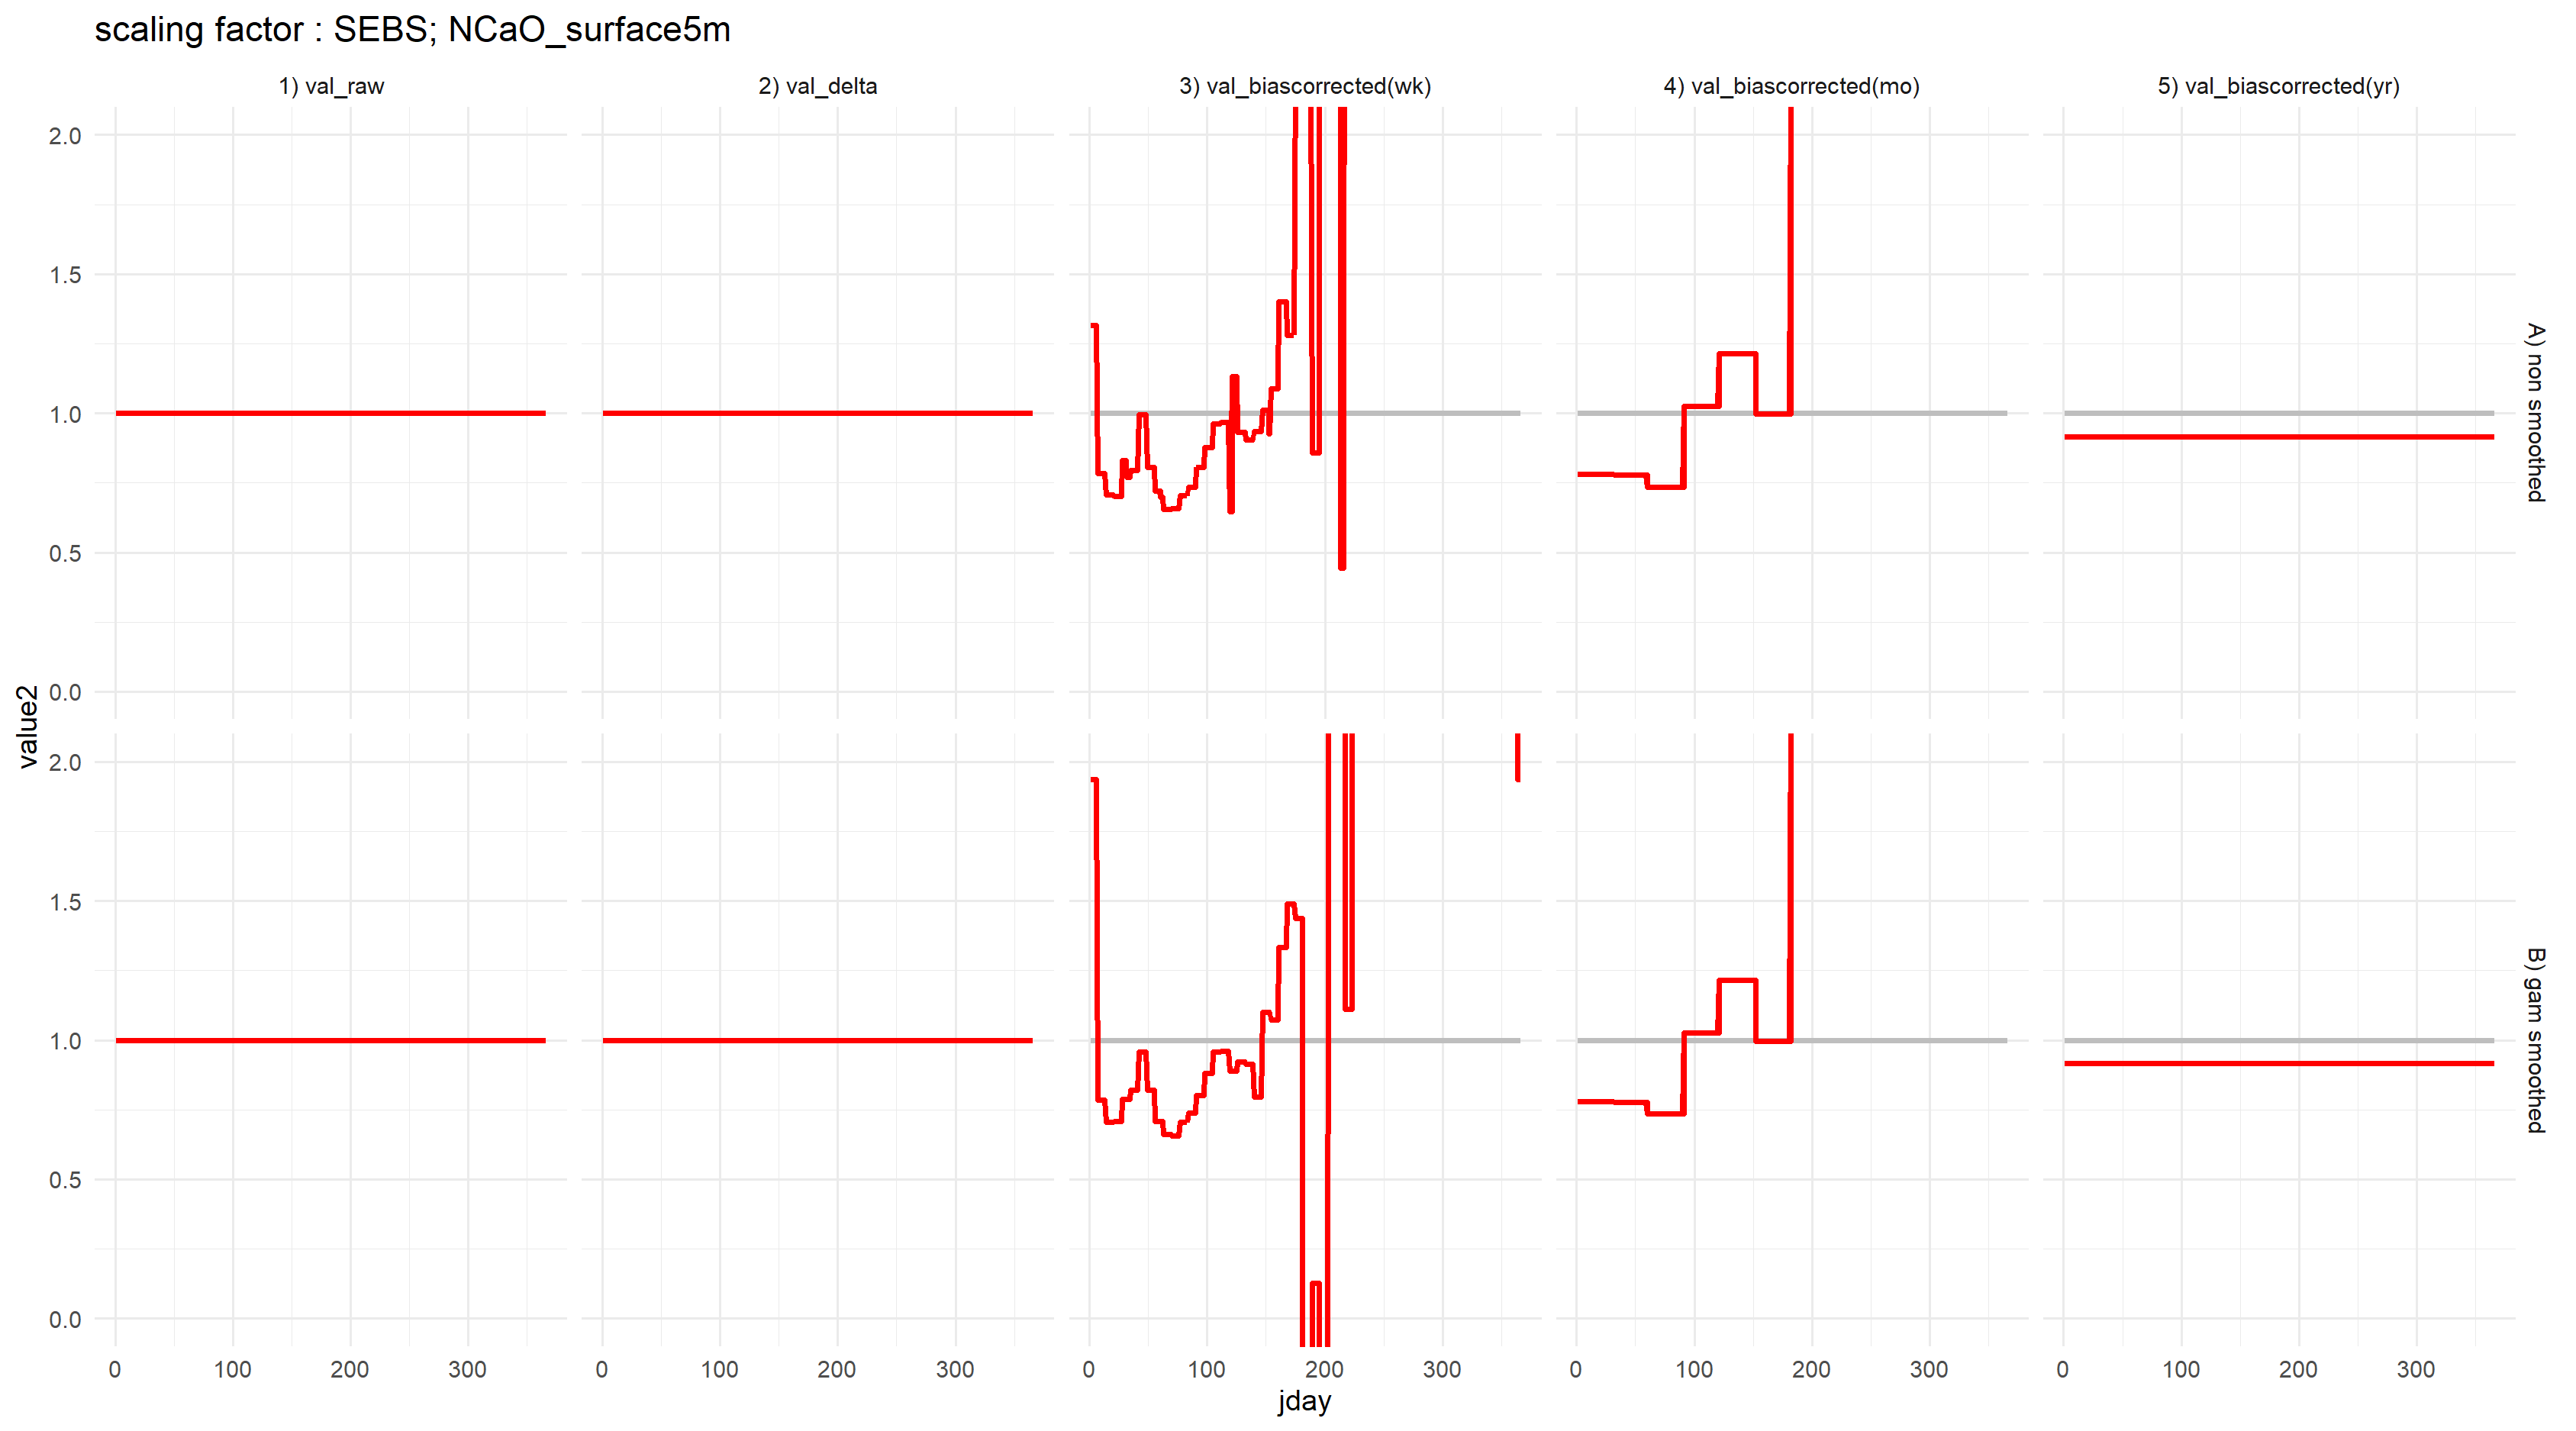 scaling factor : SEBS; NCaO_surface5m
1) val_raw
2) val_delta
3) val_biascorrected(wk)
4) val_biascorrected(mo)
5) val_biascorrected(yr)
2.0
1.5
1.0
0.5
0.0
A) non smoothed
value2
2.0
1.5
1.0
0.5
0.0
B) gam smoothed
0 100 200 300
0 100 200 300
0 100 200 300
0 100 200 300
0 100 200 300
jday